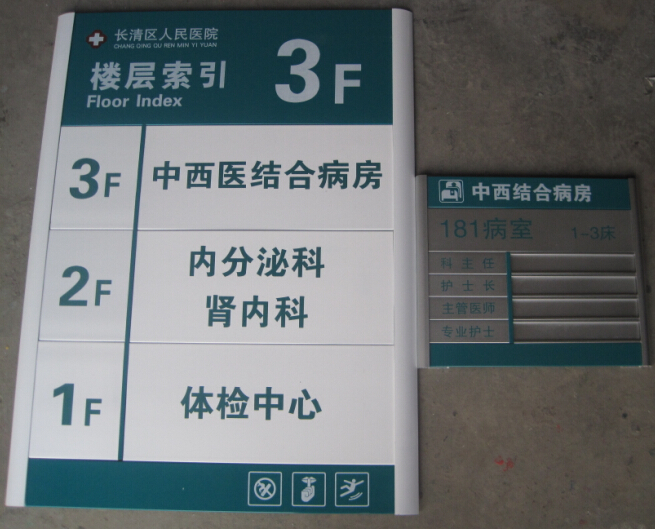 长清区人民医院
CHANG QING QU REN MIN YI YUAN
楼层索引
Floor Index
3F
3F
中西医结合病房
2F
内分泌科
肾内科
1F
体检中心
中西结合病房
181病室
1-3床
科主任
护士长
主管医师
专业护士